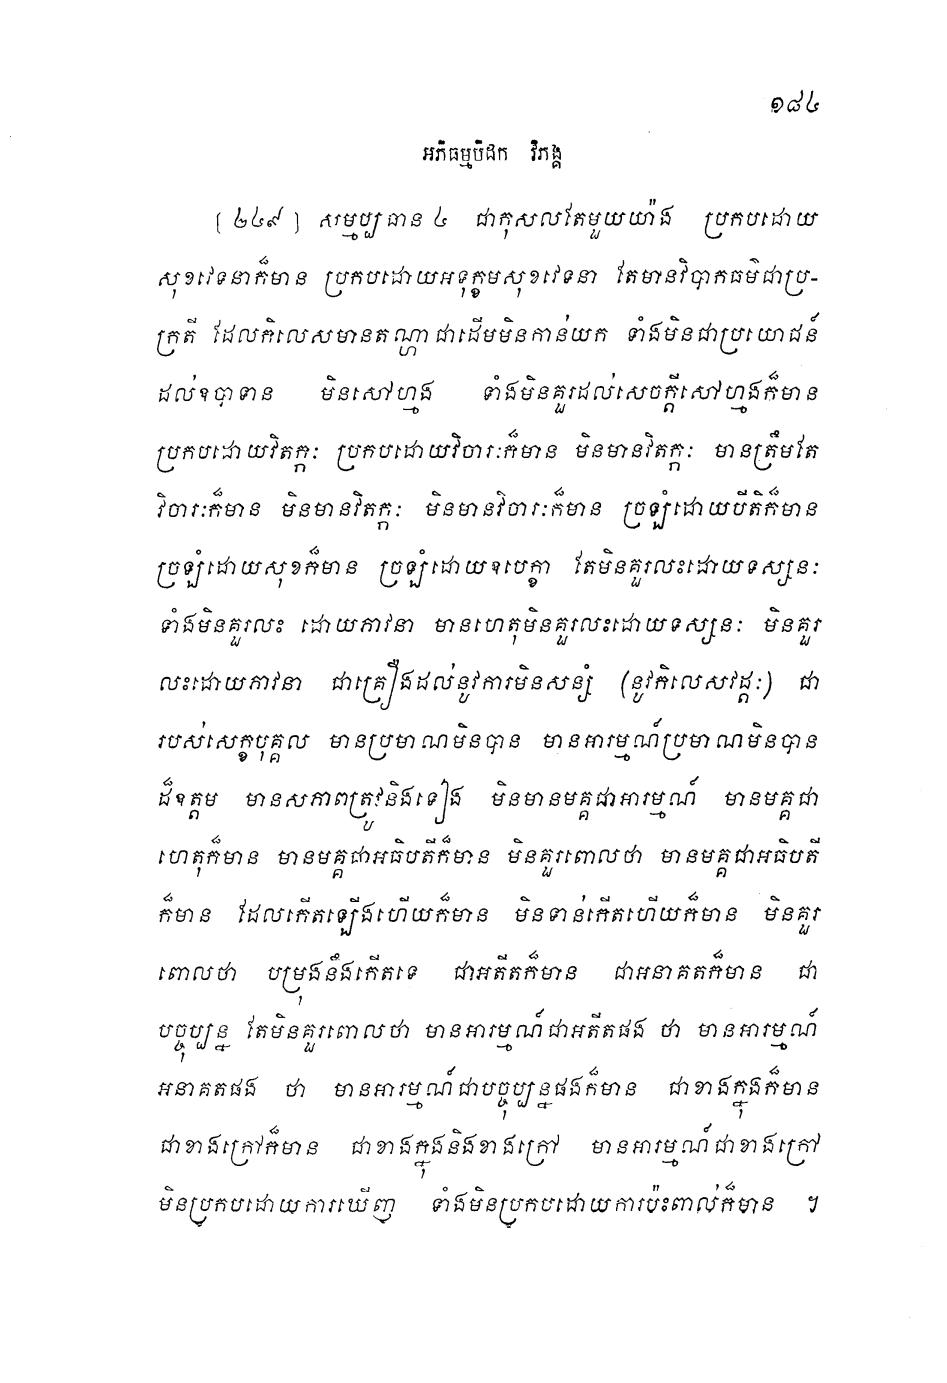 ១៨៤
អភិធម្មបិដក វិភង្គ
[២៤៩] សម្មប្បធាន ៤ ជាកុសលតែមួយយ៉ាង ប្រកបដោយ
សុខវេទនាក៏មាន ប្រកបដោយអទុក្ខមសុខវេទនា តែមានវិបាកធម៌ជាប្រ-
ក្រតី ដែលកិលេសមានតណ្ហាជាដើមមិនកាន់យក ទាំងមិនជាប្រយោជន៍
ដល់ឧបាទាន មិនសៅហ្មង ទាំងមិនគួរដល់សេចក្តីសៅហ្មងក៏មាន
ប្រកបដោយវិតក្កៈ ប្រកបដោយវិចារៈក៏មាន មិនមានវិតក្កៈ មានត្រឹមតែ
វិចារៈក៏មាន មិនមានវិតក្កៈ មិនមានវិចារៈក៏មាន ច្រឡំដោយបីតិក៏មាន
ច្រឡំដោយសុខក៏មាន ច្រឡំដោយឧបេក្ខា តែមិនគួរលះដោយទស្សនៈ
ទាំងមិនគួរលះ ដោយភាវនា មានហេតុមិនគួរលះដោយទស្សនៈ មិនគួរ
លះដោយភាវនា ជាគ្រឿងដល់នូវការមិនសន្សំ (នូវកិលេសវដ្តៈ) ជា
របស់សេក្ខបុគ្គល មានប្រមាណមិនបាន មានអារម្មណ៍ប្រមាណមិនបាន
ដ៏ឧត្តម មានសភាពត្រូវនិងទៀង មិនមានមគ្គជាអារម្មណ៍ មានមគ្គជា
ហេតុក៏មាន មានមគ្គជាអធិបតីក៏មាន មិនគួរពោលថា មានមគ្គជាអធិបតី
ក៏មាន ដែលកើតឡើងហើយក៏មាន មិនទាន់កើតហើយក៏មាន មិនគួរ
ពោលថា បម្រុងនឹងកើតទេ ជាអតីតក៏មាន ជាអនាគតក៏មាន ជា
បច្ចុប្បន្ន តែមិនគួរពោលថា មានអារម្មណ៍ជាអតីតផង ថា មានអារម្មណ៍
អនាគតផង ថា មានអារម្មណ៍ជាបច្ចុប្បន្នផងក៏មាន ជាខាងក្នុងក៏មាន
ជាខាងក្រៅក៏មាន ជាខាងក្នុងនិងខាងក្រៅ មានអារម្មណ៍ជាខាងក្រៅ
មិនប្រកបដោយការឃើញ ទាំងមិនប្រកបដោយការប៉ះពាល់ក៏មាន ។